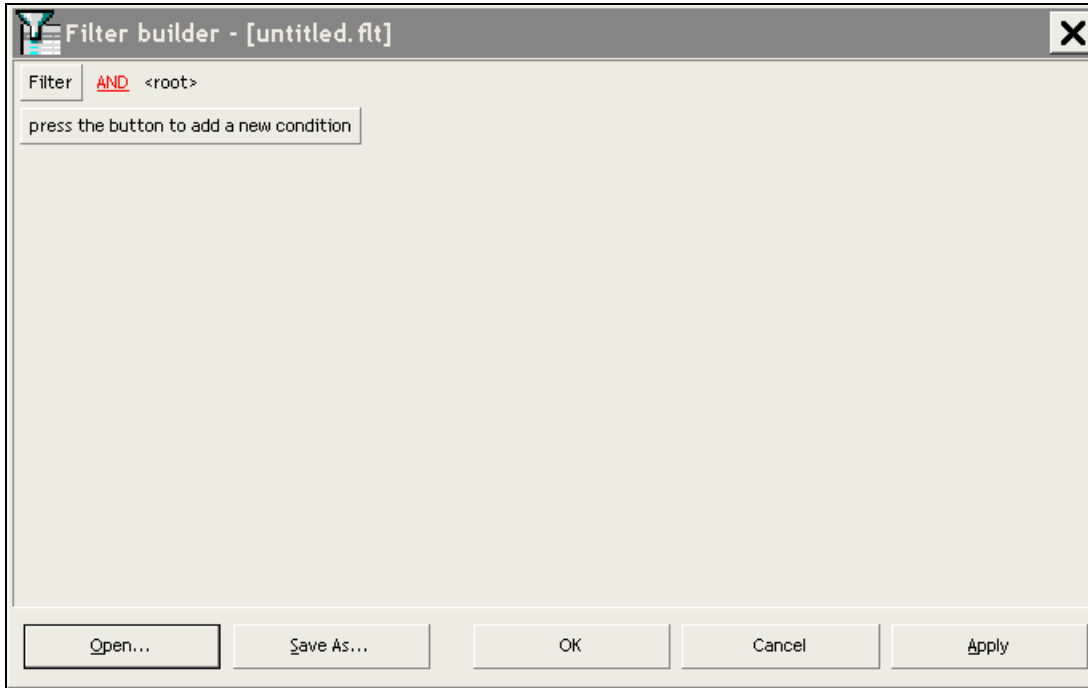 Filter builder - [untitled.flt]
Filter AND <root>
press the button to add a new condition
Open... Save As... OK Cancel Apply